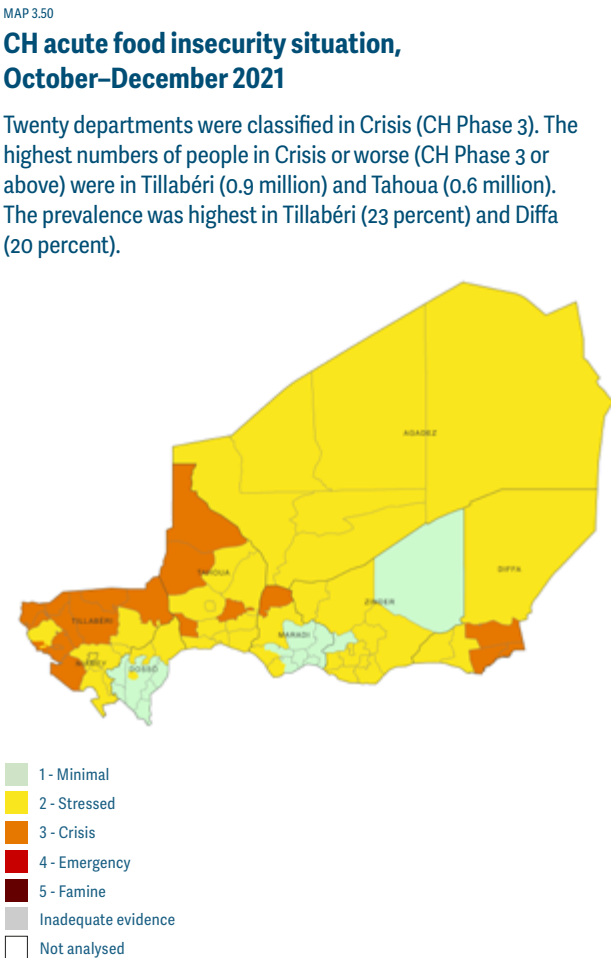 MAP 3.50
CH acute food insecurity situation,
October–December 2021
Twenty departments were classified in Crisis (CH Phase 3). The
highest numbers of people in Crisis or worse (CH Phase 3 or
above) were in Tillabéri (0.9 million) and Tahoua (0.6 million).
The prevalence was highest in Tillabéri (23 percent) and Diffa
(20 percent).
AGADEZ
TAHOUA
DIFFA
ZINDER
TILLABERI
MARADI
NIAMEY
DOSSO
1 - Minimal
2 - Stressed
3 - Crisis
4 - Emergency
5 - Famine
Inadequate evidence
Not analysed